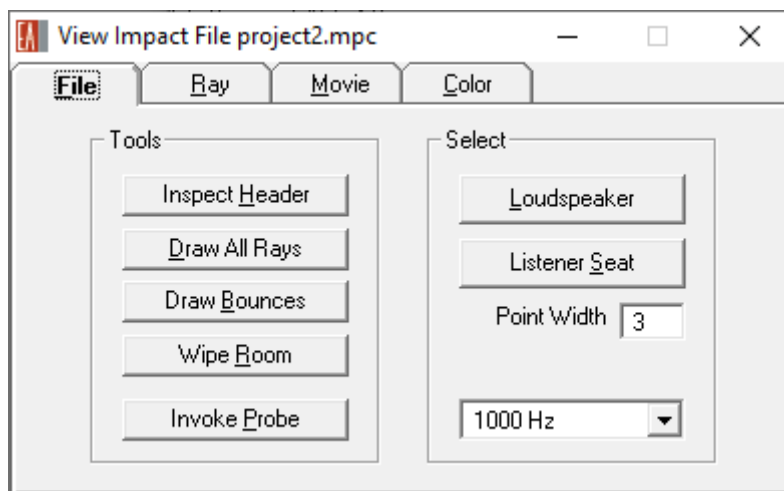 EA View Impact File project2.mpc
File Ray Movie Color
Tools
Inspect Header
Draw All Rays
Draw Bounces
Wipe Room
Invoke Probe
Select
Loudspeaker
Listener Seat
Point Width 3
1000 Hz